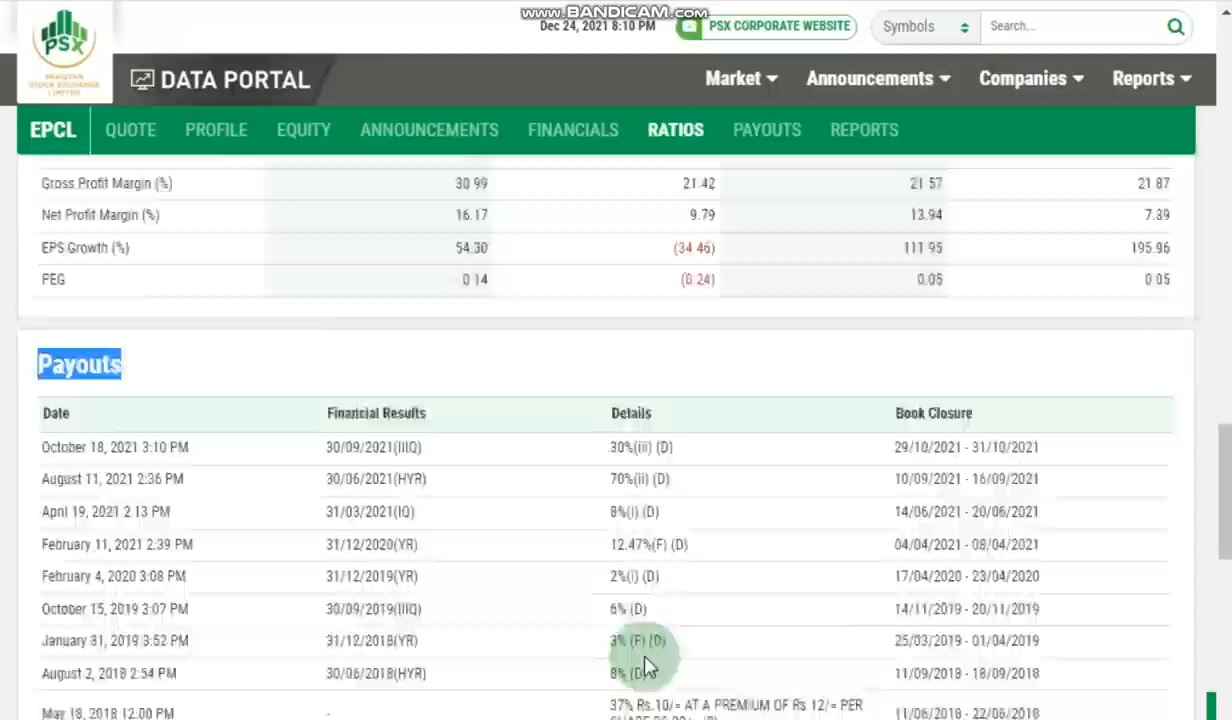 www.BANDICAM.com
Dec 24, 2021 8:10 PM
PSX CORPORATE WEBSITE
Symbols
Search...
PSX
PAKISTAN
STOCK EXCHANGE
LIMITED
DATA PORTAL
Market
Announcements
Companies
Reports
EPCL QUOTE PROFILE EQUITY ANNOUNCEMENTS FINANCIALS RATIOS PAYOUTS REPORTS
Gross Profit Margin (%) 30.99 21.42 21.57 21.87
Net Profit Margin (%) 16.17 9.79 13.94 7.39
EPS Growth (%) 54.30 (34.46) 111.95 195.96
PEG 0.14 (0.24) 0.05 0.05
Payouts
Date Financial Results Details Book Closure
October 18, 2021 3:10 PM 30/09/2021(IIIQ) 30%(iii) (D) 29/10/2021 - 31/10/2021
August 11, 2021 2:36 PM 30/06/2021(HYR) 70%(ii) (D) 10/09/2021 - 16/09/2021
April 19, 2021 2:13 PM 31/03/2021(IQ) 8%(i) (D) 14/06/2021 - 20/06/2021
February 11, 2021 2:39 PM 31/12/2020(YR) 12.47%(F) (D) 04/04/2021 - 08/04/2021
February 4, 2020 3:08 PM 31/12/2019(YR) 2%(i) (D) 17/04/2020 - 23/04/2020
October 15, 2019 3:07 PM 30/09/2019(IIIQ) 6% (D) 14/11/2019 - 20/11/2019
January 31, 2019 3:52 PM 31/12/2018(YR) 3% (F) (D) 25/03/2019 - 01/04/2019
August 2, 2018 2:54 PM 30/06/2018(HYR) 8% (D) 11/09/2018 - 18/09/2018
May 18, 2018 12:00 PM - 37% Rs.10/= AT A PREMIUM OF Rs 12/= PER 11/06/2018 - 22/06/2018